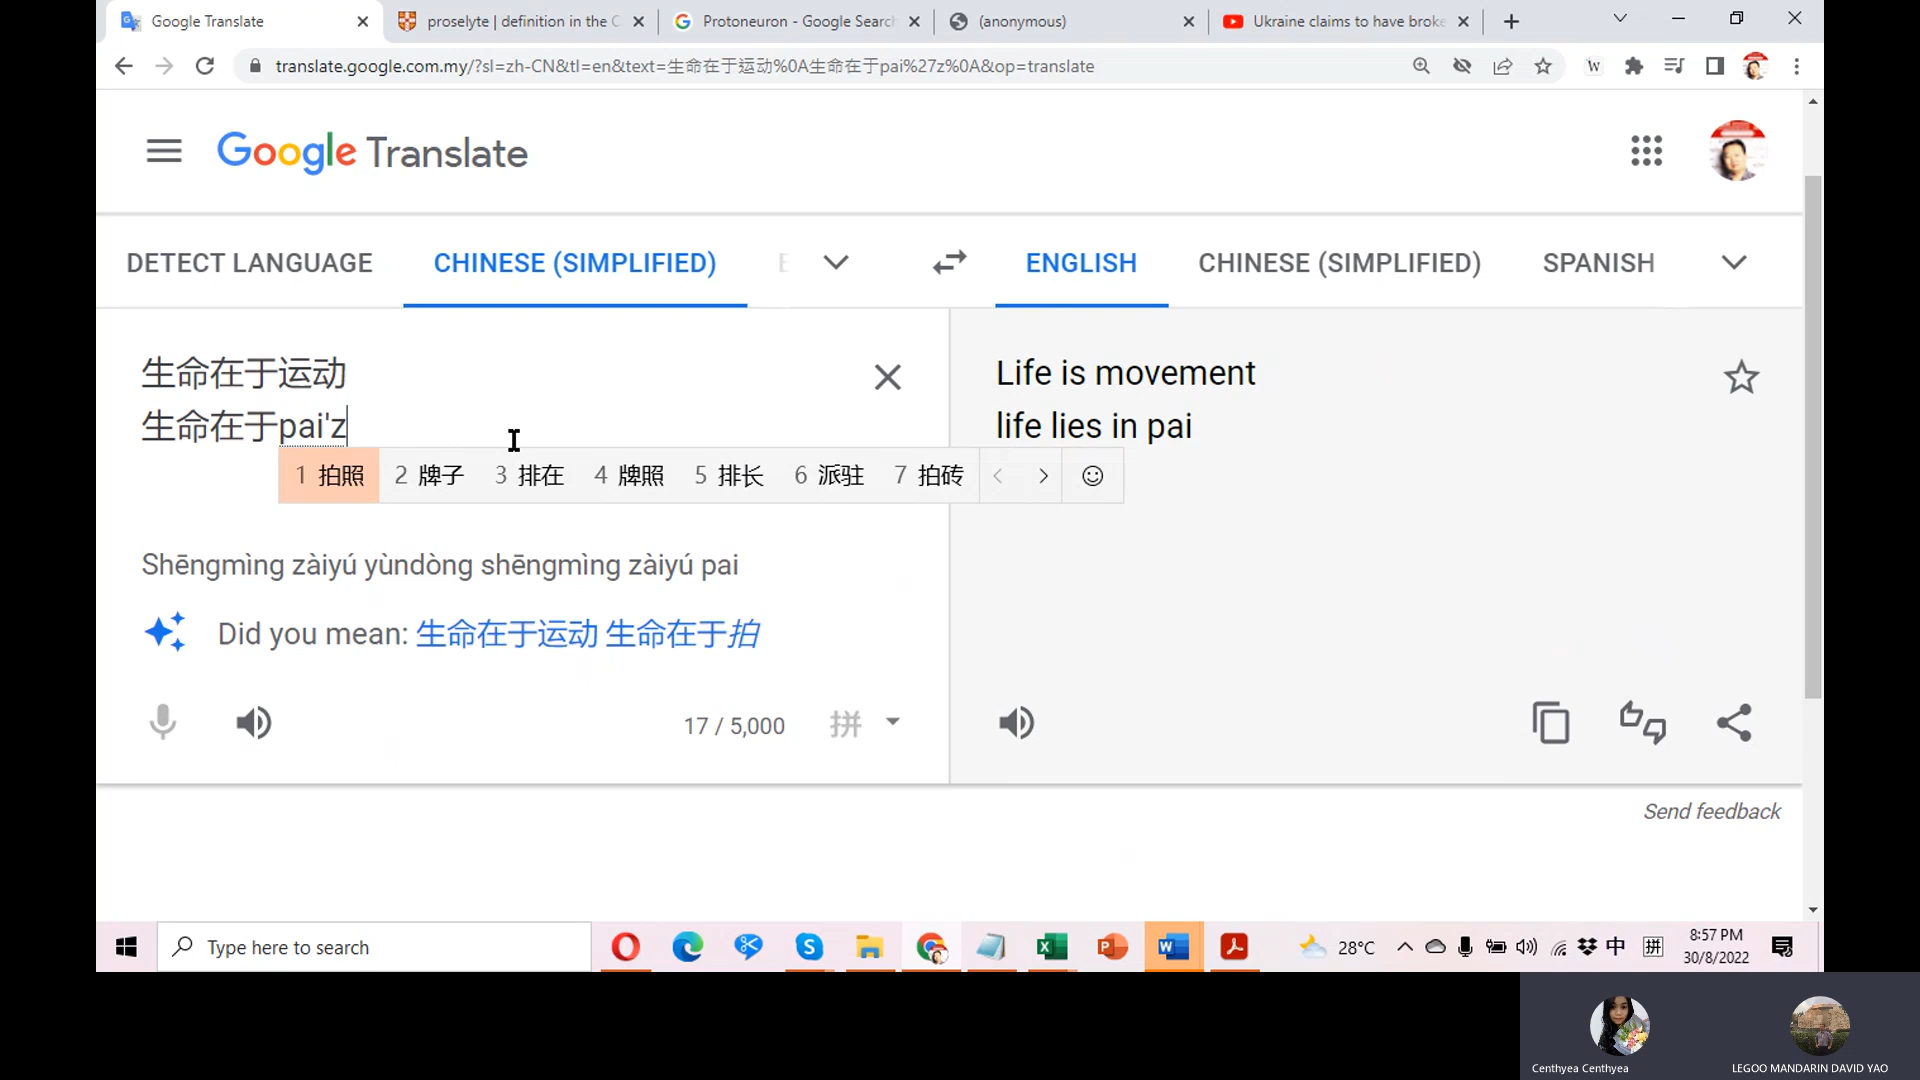 Google Translate
proselyte | definition in the C
Protoneuron - Google Search
(anonymous)
Ukraine claims to have broke
translate.google.com.my/?sl=zh-CN&tl=en&text=生命在于运动%0A生命在于pai%27z%0A&op=translate
W
Google Translate
DETECT LANGUAGE
CHINESE (SIMPLIFIED)
E
ENGLISH
CHINESE (SIMPLIFIED)
SPANISH
生命在于运动
生命在于pai'z
Life is movement
life lies in pai
1 拍照 2 牌子 3 排在 4 牌照 5 排长 6 派驻 7 拍砖
Shēngmìng zàiyú yùndòng shēngmìng zàiyú pai
Did you mean: 生命在于运动 生命在于拍
17 / 5,000
拼
Send feedback
Type here to search
28°C
中
拼
8:57 PM
30/8/2022
Centhyea Centhyea
LEGOO MANDARIN DAVID YAO